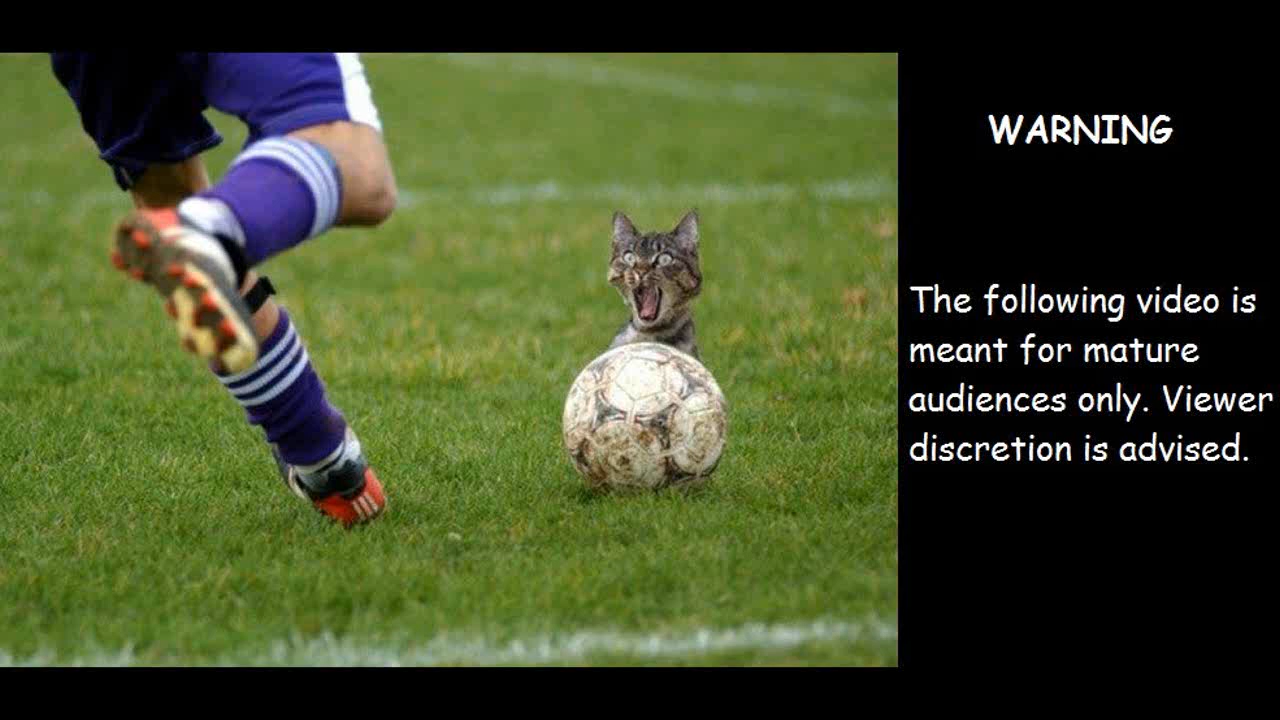 WARNING
The following video is
meant for mature
audiences only. Viewer
discretion is advised.